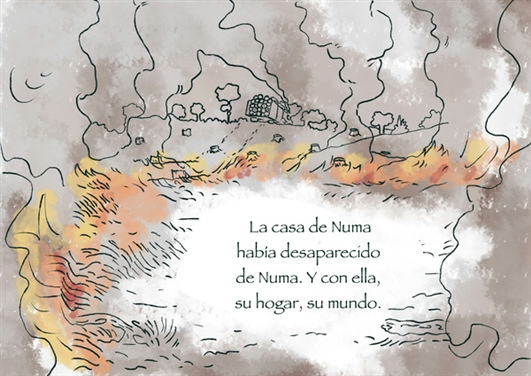 La casa de Numa
había desaparecido
de Numa. Y con ella,
su hogar, su mundo.